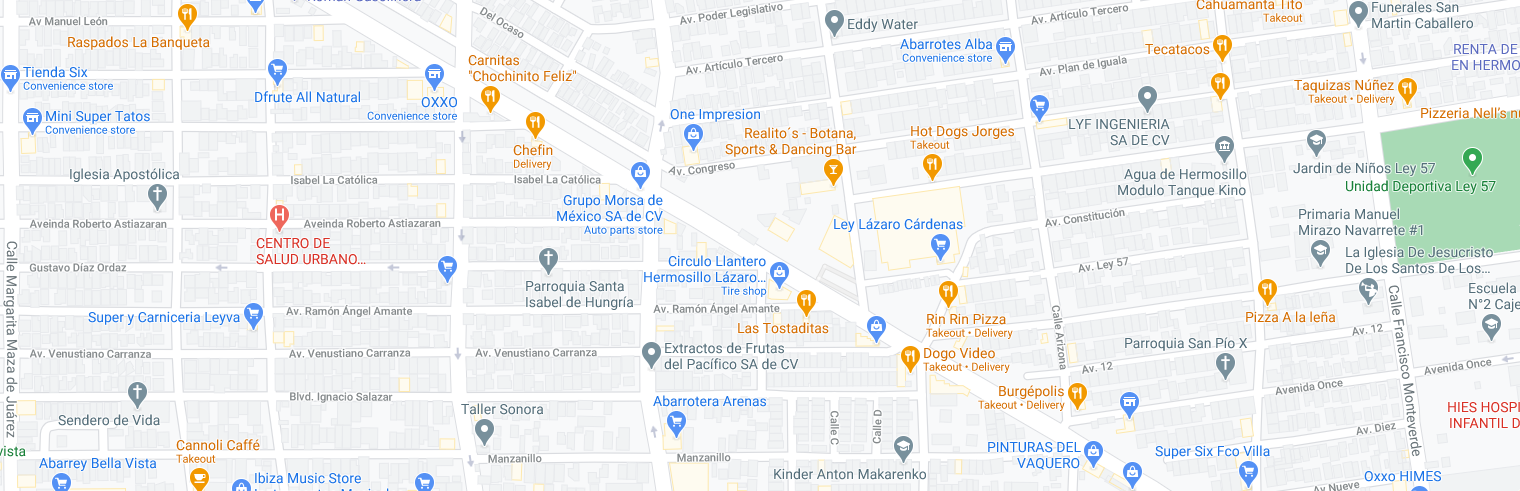 Av Manuel León
Raspados La Banqueta
Del Ocaso
Av. Poder Legislativo
Eddy Water
Av. Artículo Tercero
Cahuamanta Tito
Takeout
Funerales San
Martin Caballero
Tienda Six
Convenience store
Dfrute All Natural
OXXO
Convenience store
Carnitas
"Chochinito Feliz"
Av. Artículo Tercero
Abarrotes Alba
Convenience store
Tecatacos
RENTA DE
EN HERMO
Av. Plan de Iguala
Taquizas Núñez
Takeout • Delivery
Mini Super Tatos
Convenience store
Chefin
Delivery
One Impresion
Realito´s - Botana,
Sports & Dancing Bar
Hot Dogs Jorges
Takeout
LYF INGENIERIA
SA DE CV
Pizzeria Nell's
Iglesia Apostólica
Isabel La Católica
Isabel La Católica
Av. Congreso
Agua de Hermosillo
Modulo Tanque Kino
Jardin de Niños Ley 57
Unidad Deportiva Ley 57
Aveinda Roberto Astiazaran
Aveinda Roberto Astiazaran
Grupo Morsa de
México SA de CV
Auto parts store
Ley Lázaro Cárdenas
Av. Constitución
Primaria Manuel
Mirazo Navarrete #1
CENTRO DE
SALUD URBANO...
Gustavo Díaz Ordaz
Parroquia Santa
Isabel de Hungría
Circulo Llantero
Hermosillo Lázaro...
Tire shop
Av. Ley 57
La Iglesia De Jesucristo
De Los Santos De Los...
Calle Margarita Maza de Juárez
Super y Carniceria Leyva
Av. Ramón Ángel Amante
Av. Ramón Ángel Amante
Las Tostaditas
Rin Rin Pizza
Takeout • Delivery
Calle Arizona
Pizza A la leña
Calle Francisco Monteverde
Escuela
N°2 Caje
Av. Venustiano Carranza
Av. Venustiano Carranza
Av. Venustiano Carranza
Extractos de Frutas
del Pacífico SA de CV
Dogo Video
Takeout • Delivery
Parroquia San Pío X
Av. 12
Av. 12
Sendero de Vida
Blvd. Ignacio Salazar
Taller Sonora
Abarrotera Arenas
Calle C
Calle D
Burgépolis
Takeout • Delivery
Avenida Once
HIES HOSPI
INFANTIL D
vista
Cannoli Caffé
Takeout
Manzanillo
Manzanillo
Kinder Anton Makarenko
PINTURAS DEL
VAQUERO
Av. Diez
Super Six Fco Villa
Abarrey Bella Vista
Ibiza Music Store
Av Nueve
Oxxo HIMES